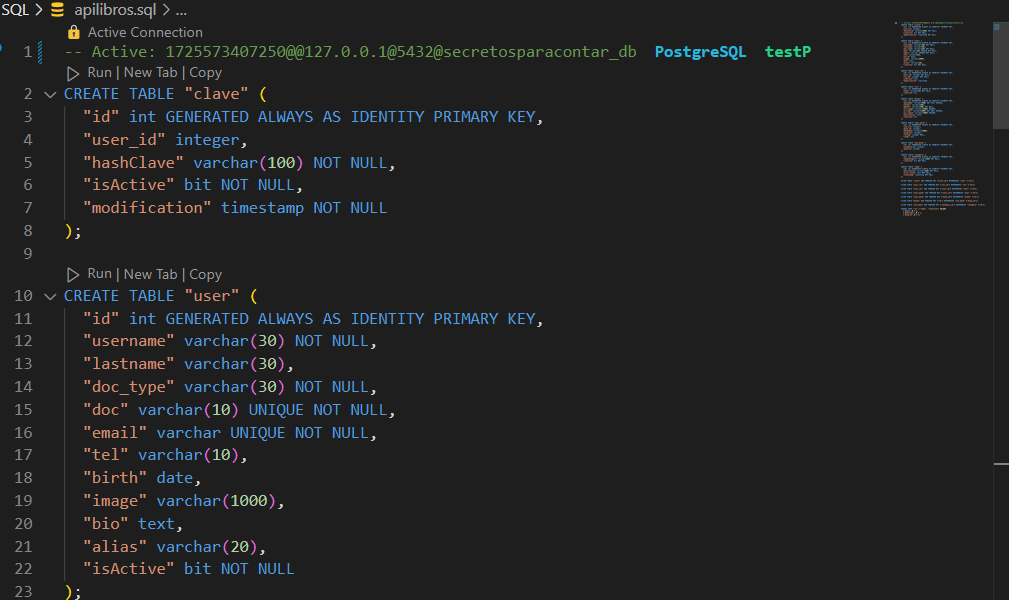 SQL > apilibros.sql > ...
Active Connection
1 -- Active: 1725573407250@@127.0.0.1@5432@secretosparacontar_db PostgreSQL testP
Run | New Tab | Copy
2 CREATE TABLE "clave" (
3 "id" int GENERATED ALWAYS AS IDENTITY PRIMARY KEY,
4 "user_id" integer,
5 "hashClave" varchar(100) NOT NULL,
6 "isActive" bit NOT NULL,
7 "modification" timestamp NOT NULL
8 );
9
Run | New Tab | Copy
10 CREATE TABLE "user" (
11 "id" int GENERATED ALWAYS AS IDENTITY PRIMARY KEY,
12 "username" varchar(30) NOT NULL,
13 "lastname" varchar(30),
14 "doc_type" varchar(30) NOT NULL,
15 "doc" varchar(10) UNIQUE NOT NULL,
16 "email" varchar UNIQUE NOT NULL,
17 "tel" varchar(10),
18 "birth" date,
19 "image" varchar(1000),
20 "bio" text,
21 "alias" varchar(20),
22 "isActive" bit NOT NULL
23 );